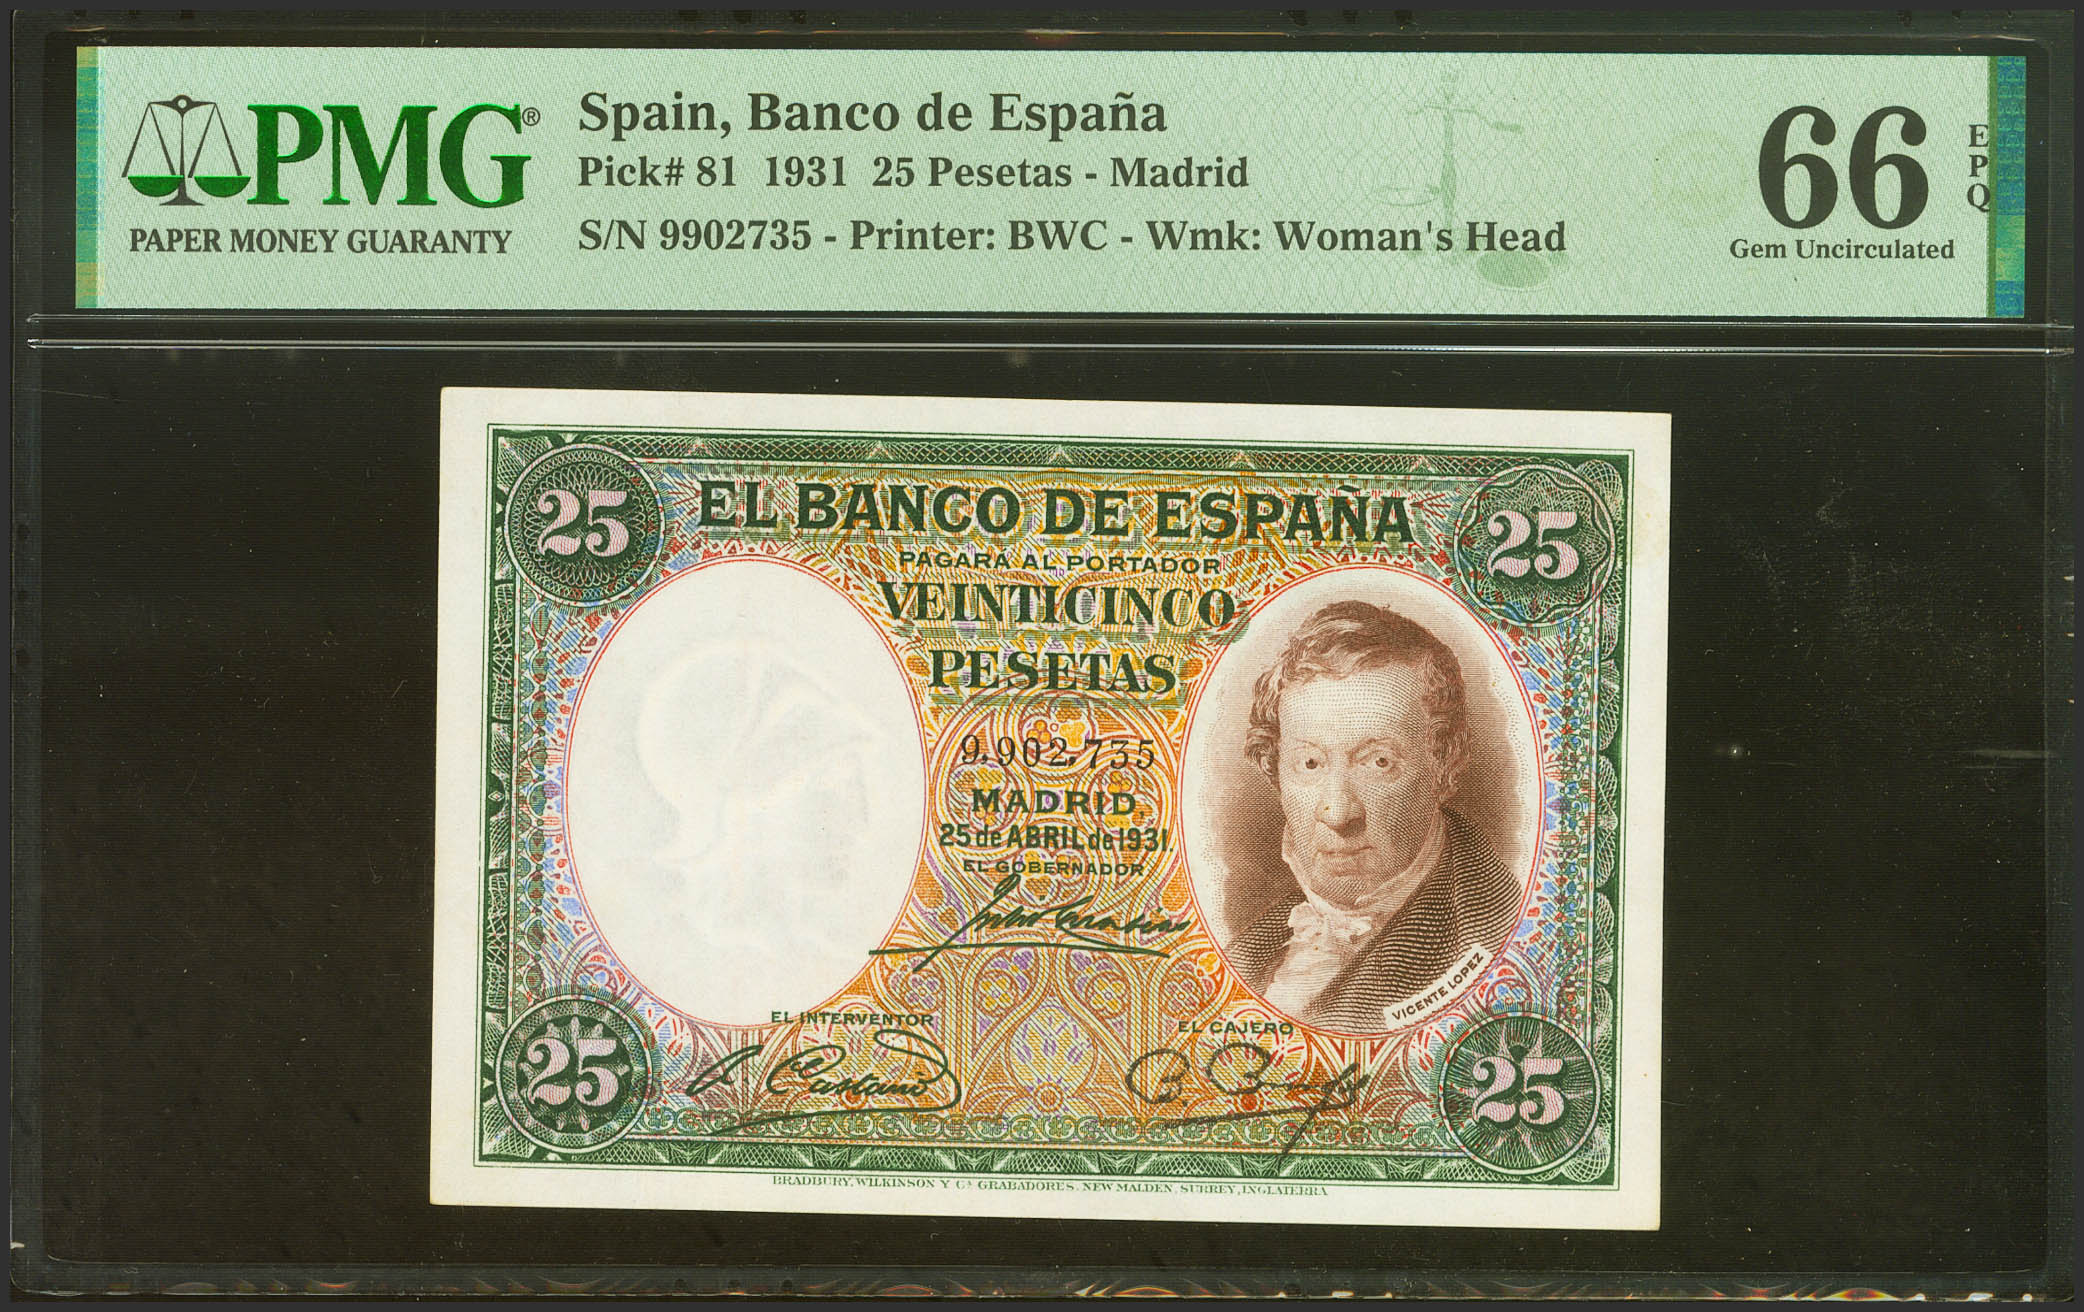 PMG®
PAPER MONEY GUARANTY
Spain, Banco de España
Pick# 81 1931 25 Pesetas - Madrid
S/N 9902735 - Printer: BWC - Wmk: Woman's Head
66
EPQ
Gem Uncirculated
25
EL BANCO DE ESPAÑA
25
PAGARÁ AL PORTADOR
VEINTICINCO
PESETAS
9,902,735
MADRID,
25 de ABRIL de 1931.
EL GOBERNADOR
VICENTE LOPEZ
EL INTERVENTOR
EL CAJERO
25
25
BRADBURY, WILKINSON Y Cª. GRABADORES, NEW MALDEN, SURREY, INGLATERRA